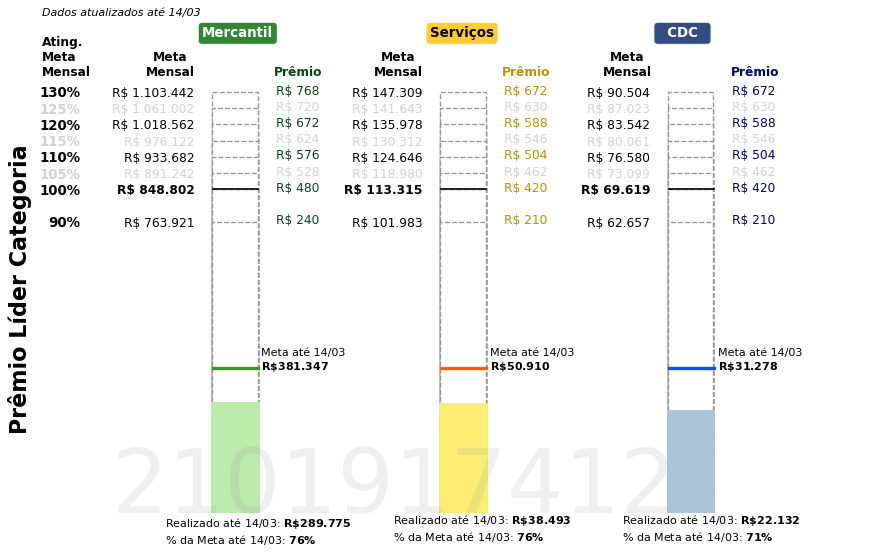 Dados atualizados até 14/03
Mercantil
Serviços
CDC
Ating.
Meta
Mensal
Meta
Mensal
Prêmio
Meta
Mensal
Prêmio
Meta
Mensal
Prêmio
130% R$ 1.103.442 R$ 768 R$ 147.309 R$ 672 R$ 90.504 R$ 672
125% R$ 1.061.002 R$ 720 R$ 141.643 R$ 630 R$ 87.023 R$ 630
120% R$ 1.018.562 R$ 672 R$ 135.978 R$ 588 R$ 83.542 R$ 588
115% R$ 976.122 R$ 624 R$ 130.312 R$ 546 R$ 80.061 R$ 546
110% R$ 933.682 R$ 576 R$ 124.646 R$ 504 R$ 76.580 R$ 504
105% R$ 891.242 R$ 528 R$ 118.980 R$ 462 R$ 73.099 R$ 462
100% R$ 848.802 R$ 480 R$ 113.315 R$ 420 R$ 69.619 R$ 420
90% R$ 763.921 R$ 240 R$ 101.983 R$ 210 R$ 62.657 R$ 210
Prêmio Líder Categoria
Meta até 14/03
R$381.347
Meta até 14/03
R$50.910
Meta até 14/03
R$31.278
2101917412
Realizado até 14/03: R$289.775
% da Meta até 14/03: 76%
Realizado até 14/03: R$38.493
% da Meta até 14/03: 76%
Realizado até 14/03: R$22.132
% da Meta até 14/03: 71%